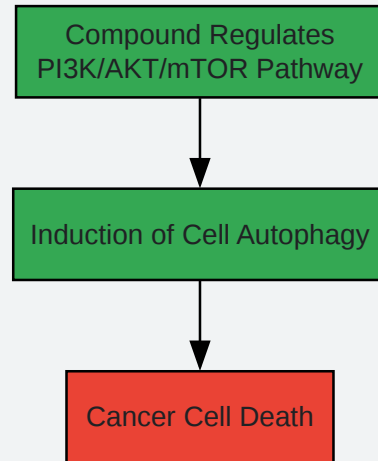 Compound Regulates
PI3K/AKT/mTOR Pathway
Induction of Cell Autophagy
Cancer Cell Death